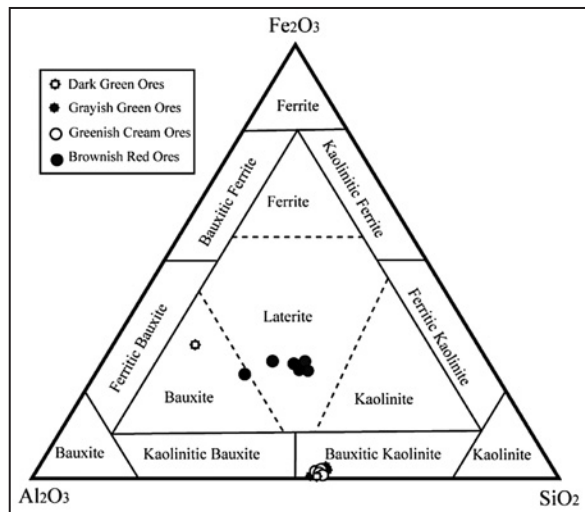 Fe₂O₃
Dark Green Ores
Grayish Green Ores
Greenish Cream Ores
Brownish Red Ores
Ferrite
Bauxitic Ferrite
Kaolinitic Ferrite
Ferrite
Ferritic Bauxite
Laterite
Ferritic Kaolinite
Bauxite
Kaolinite
Bauxite
Kaolinitic Bauxite
Bauxitic Kaolinite
Kaolinite
Al₂O₃
SiO₂